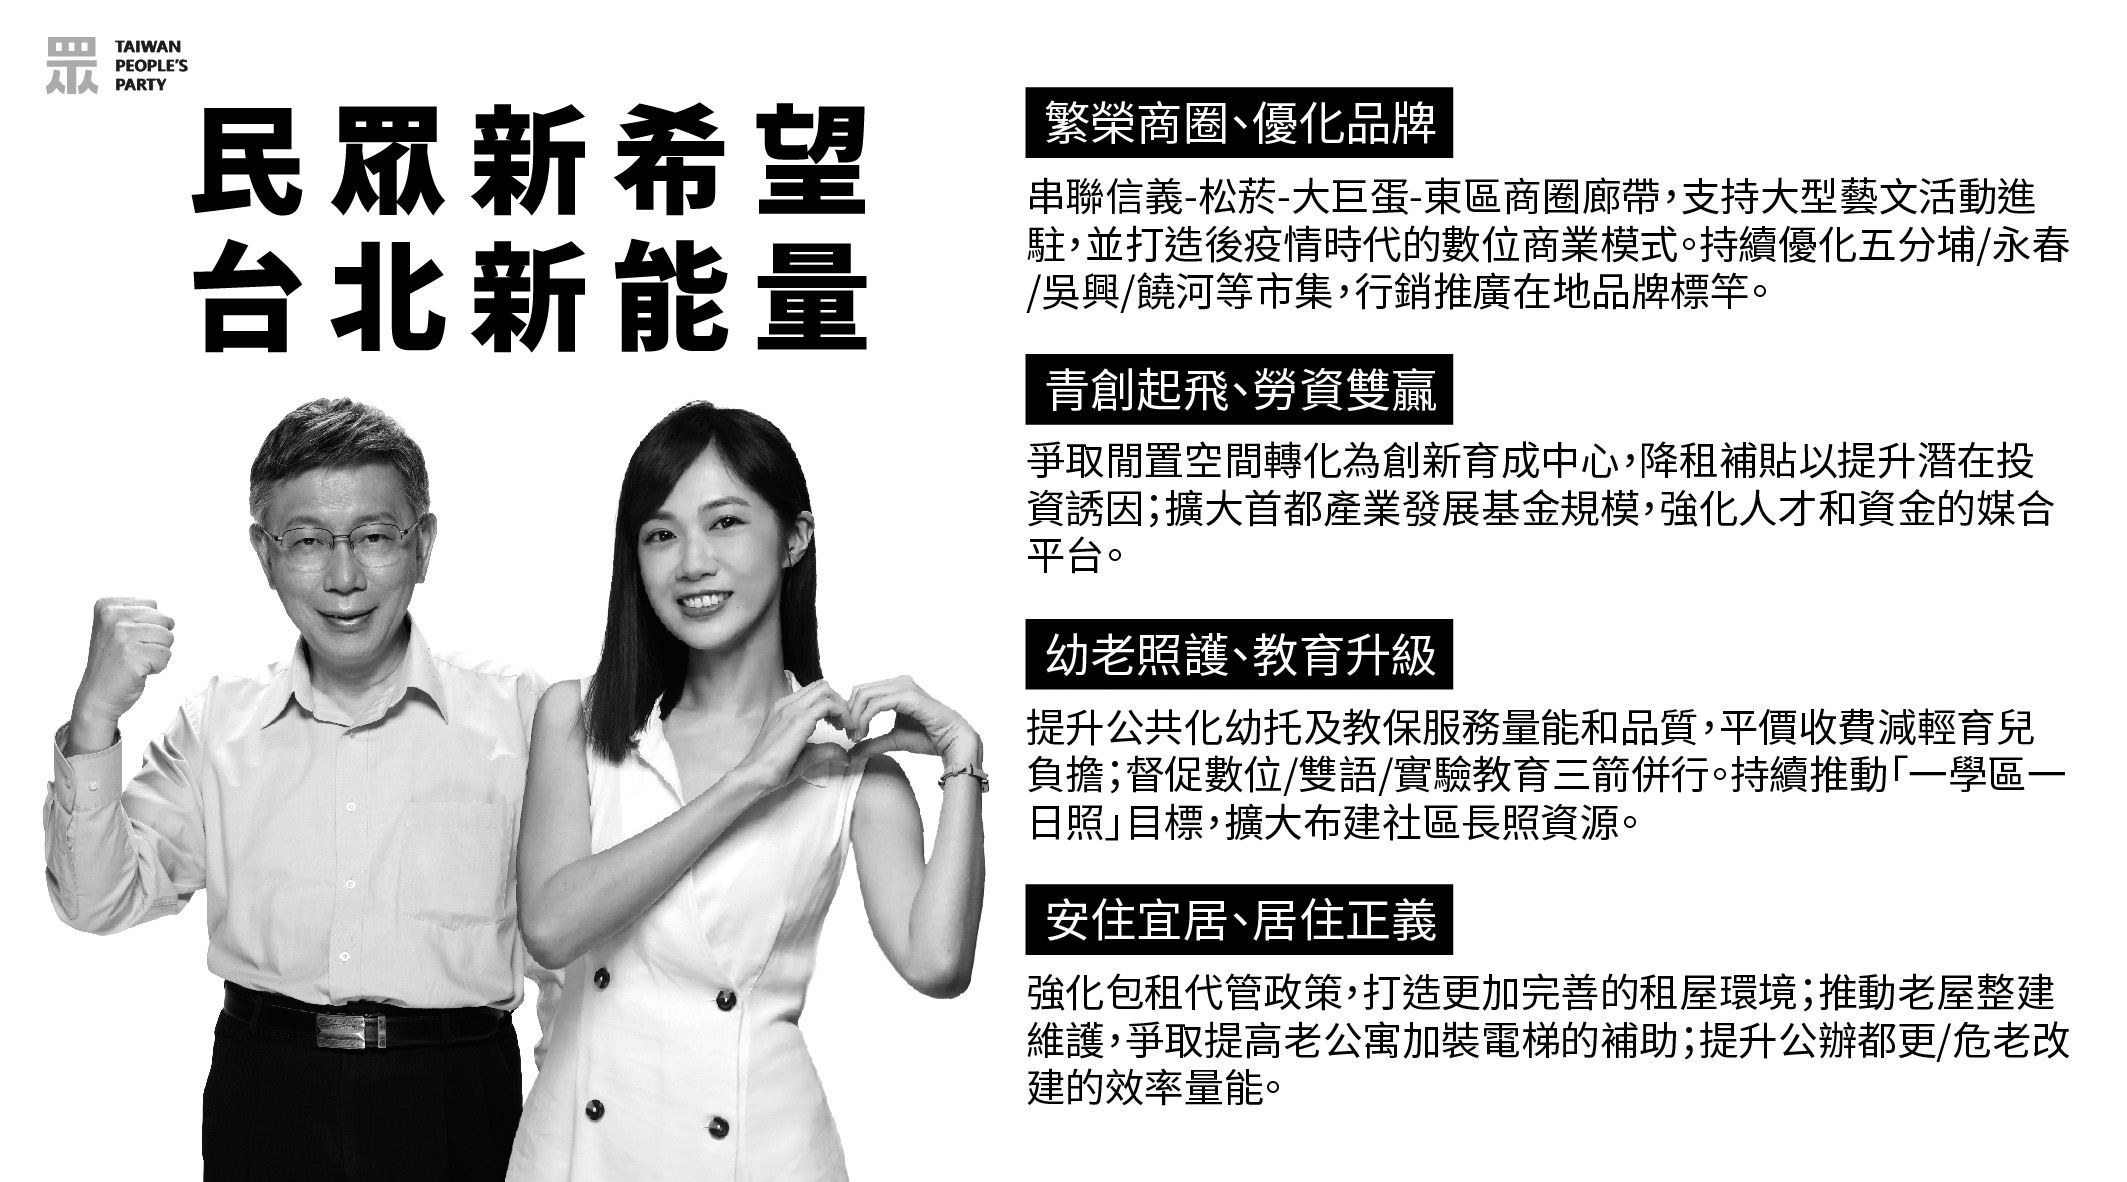 眾
TAIWAN
PEOPLE'S
PARTY
民眾新希望
台北新能量
繁榮商圈、優化品牌
串聯信義-松菸-大巨蛋-東區商圈廊帶,支持大型藝文活動進
駐,並打造後疫情時代的數位商業模式。持續優化五分埔/永春
/吳興/饒河等市集,行銷推廣在地品牌標竿。
青創起飛、勞資雙贏
爭取閒置空間轉化為創新育成中心,降租補貼以提升潛在投
資誘因;擴大首都產業發展基金規模,強化人才和資金的媒合
平台。
幼老照護、教育升級
提升公共化幼托及教保服務量能和品質,平價收費減輕育兒
負擔;督促數位/雙語/實驗教育三箭併行。持續推動「一學區一
日照」目標,擴大布建社區長照資源。
安住宜居、居住正義
強化包租代管政策,打造更加完善的租屋環境;推動老屋整建
維護,爭取提高老公寓加裝電梯的補助;提升公辦都更/危老改
建的效率量能。